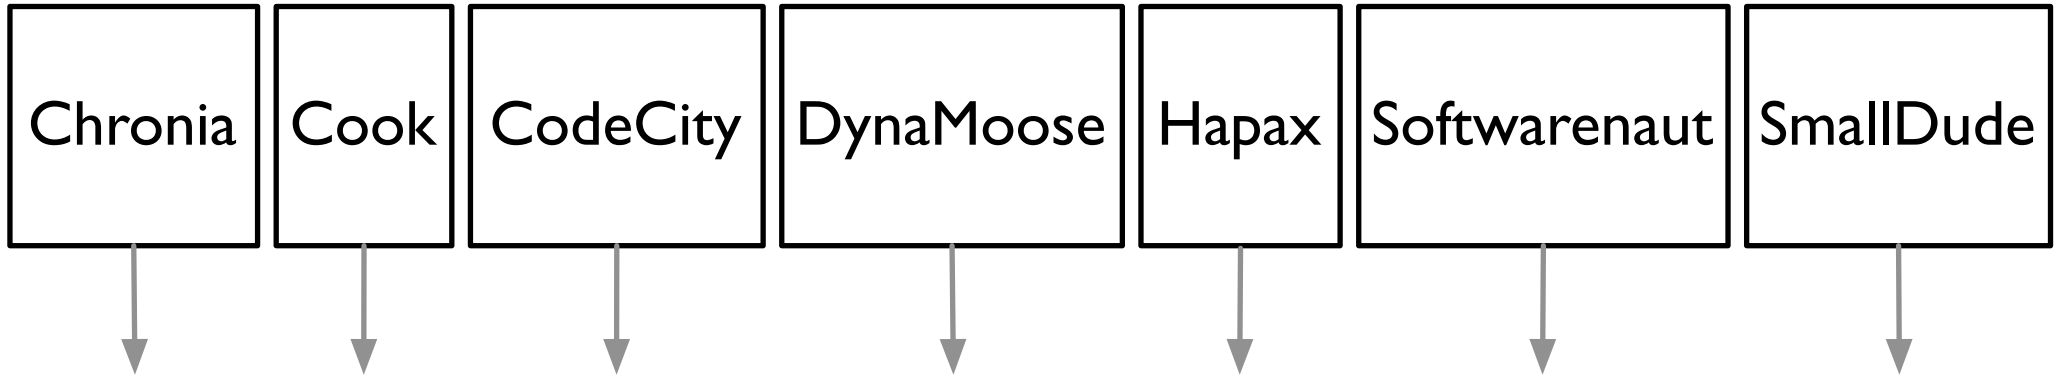 Chronia
Cook
CodeCity
DynaMoose
Hapax
Softwarenaut
SmallDude